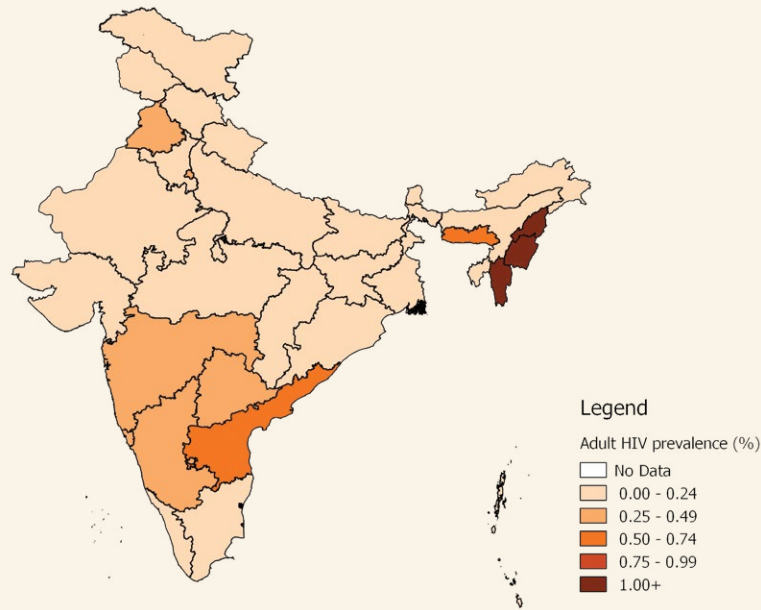 Legend
Adult HIV prevalence (%)
No Data
0.00 - 0.24
0.25 - 0.49
0.50 - 0.74
0.75 - 0.99
1.00+